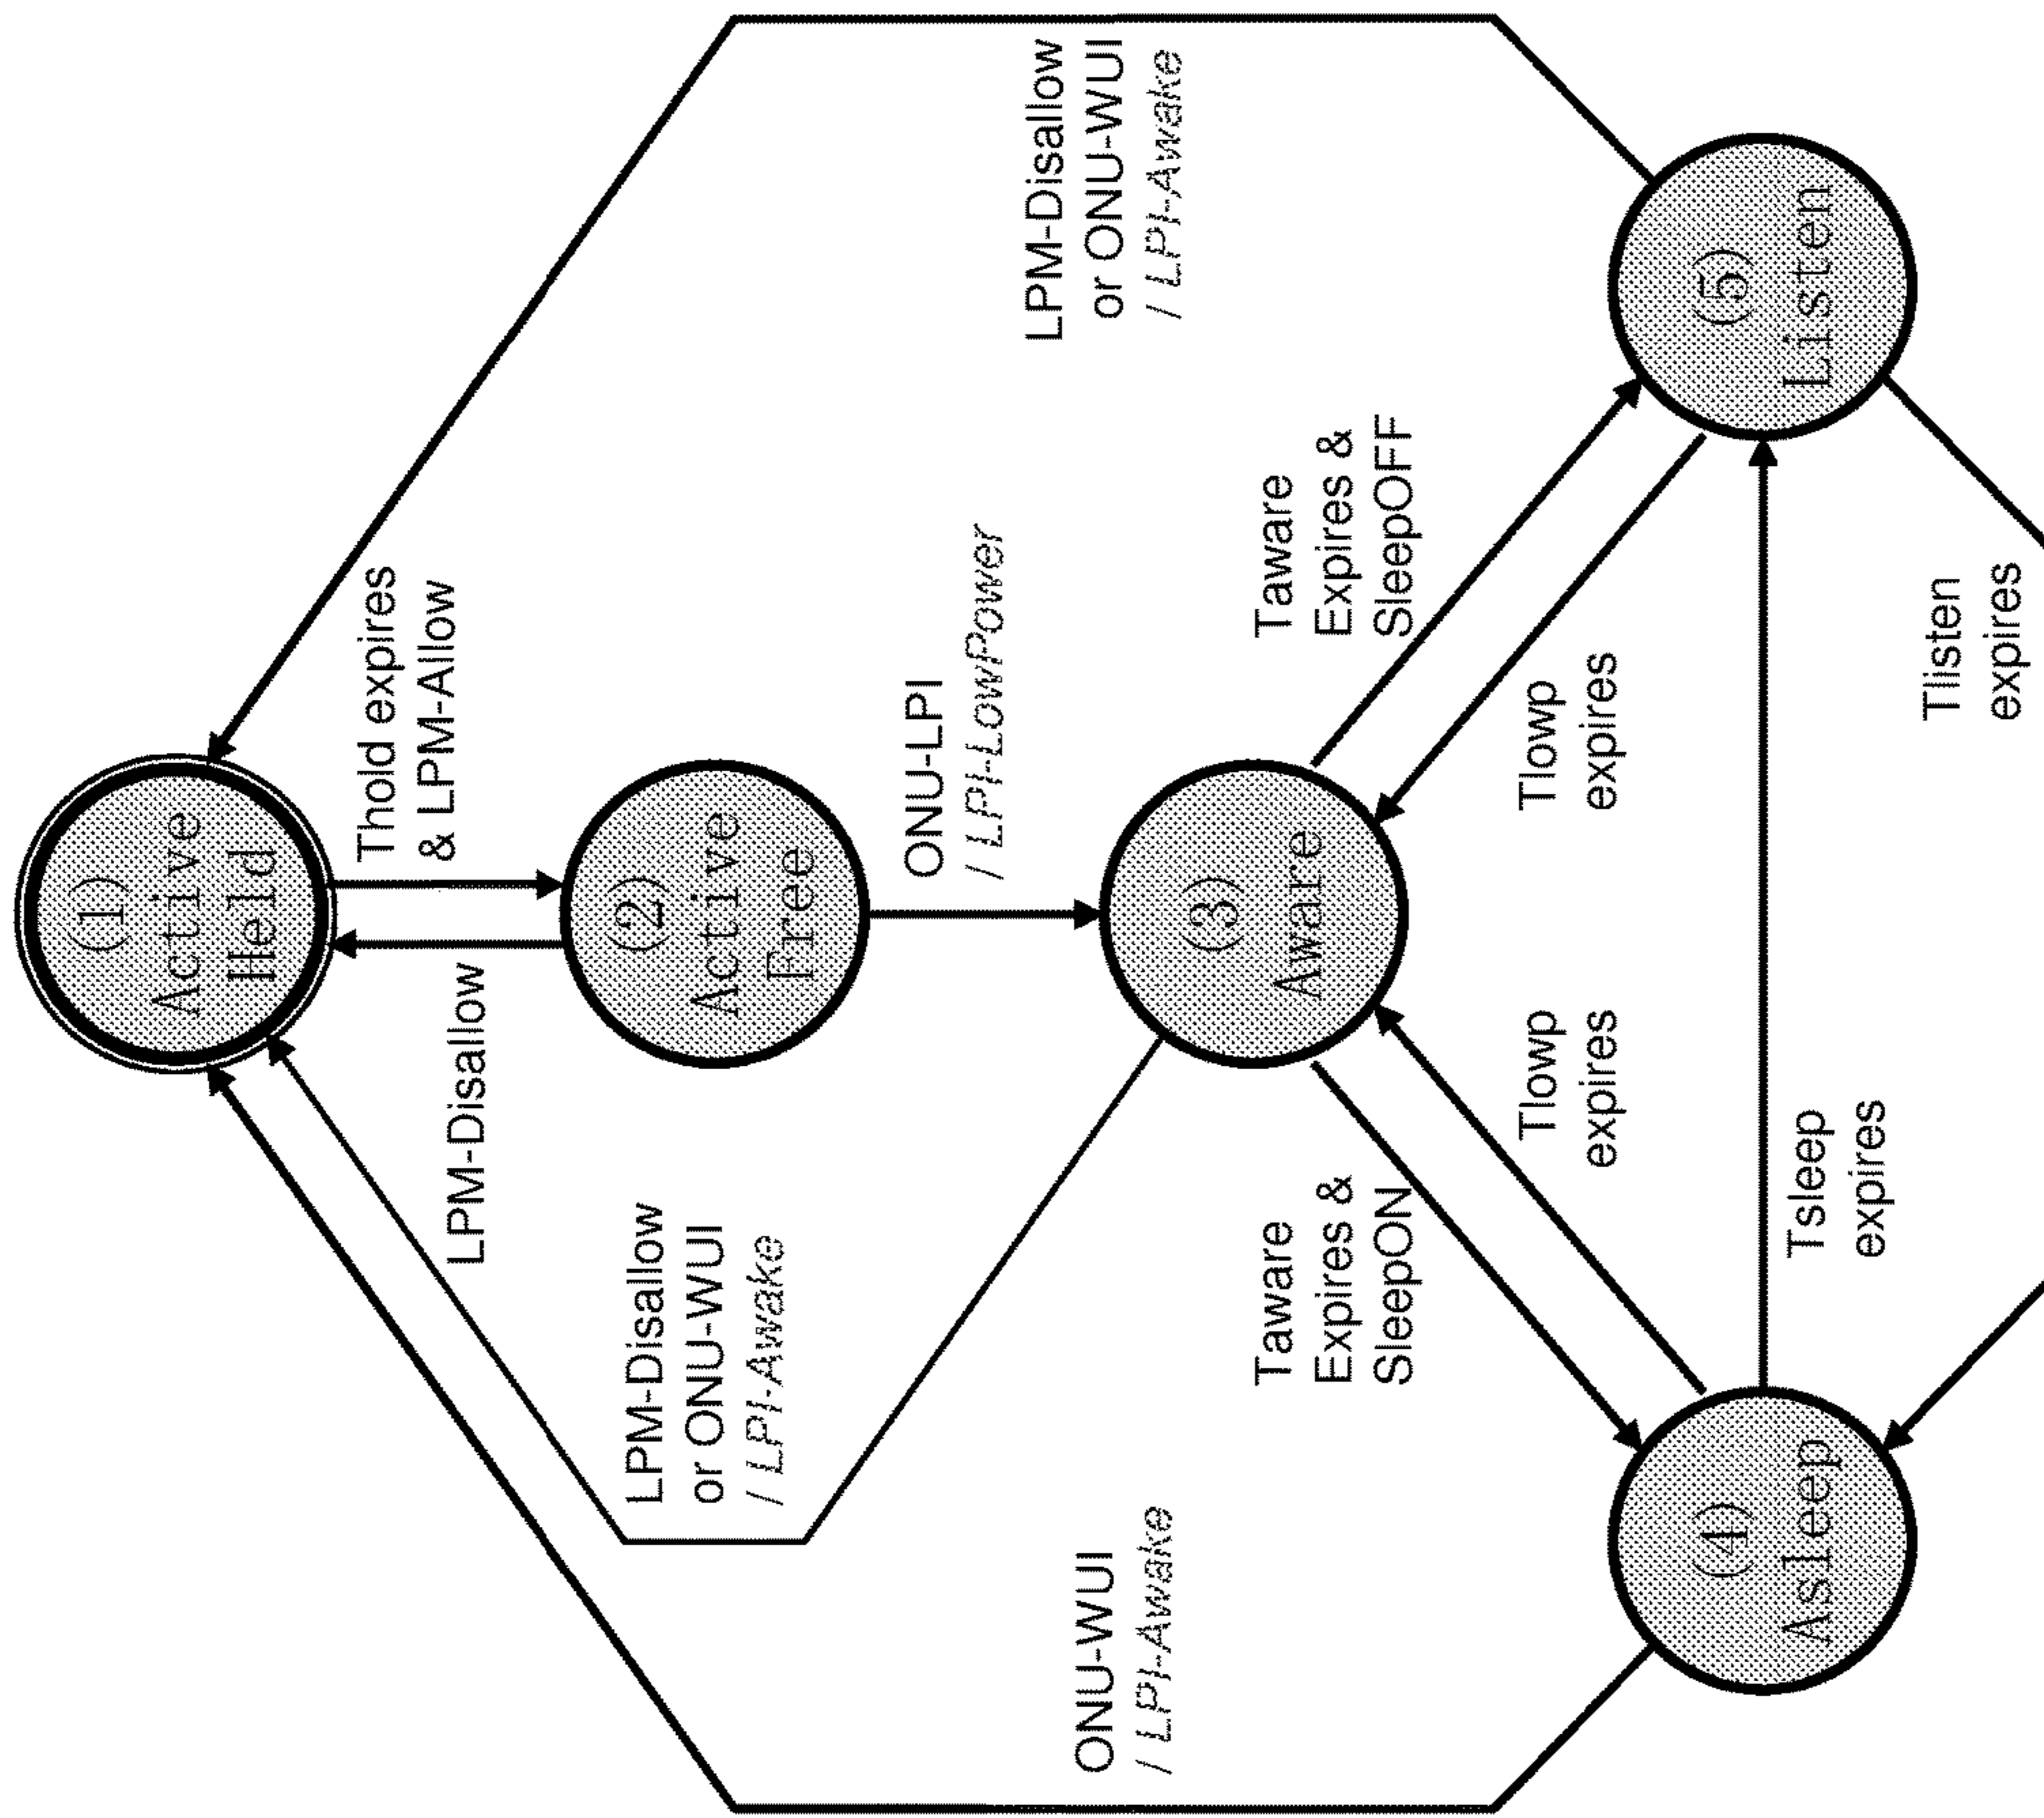 (1)
Active
Held
Thold expires
& LPM-Allow
LPM-Disallow
(2)
Active
Free
LPM-Disallow
or ONU-WUI
/ LPI-Awake
ONU-LPI
/ LPI-LowPower
LPM-Disallow
or ONU-WUI
/ LPI-Awake
ONU-WUI
/ LPI-Awake
(3)
Aware
Taware
Expires &
SleepON
Taware
Expires &
SleepOFF
Tlowp
expires
Tlowp
expires
(4)
Asleep
(5)
Listen
Tsleep
expires
Tlisten
expires